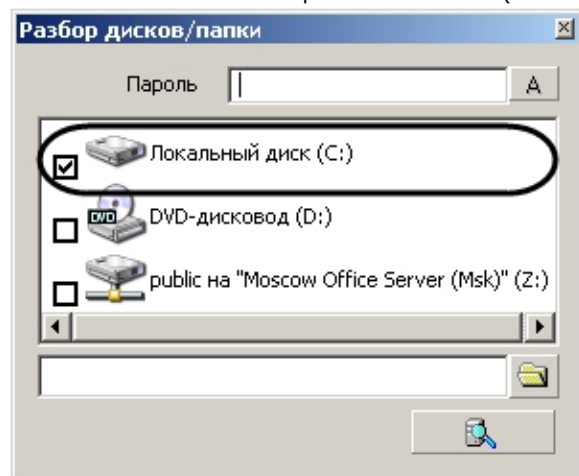 Разбор дисков/папки
Пароль
А
Локальный диск (C:)
DVD
DVD-дисковод (D:)
public на "Moscow Office Server (Msk)" (Z:)